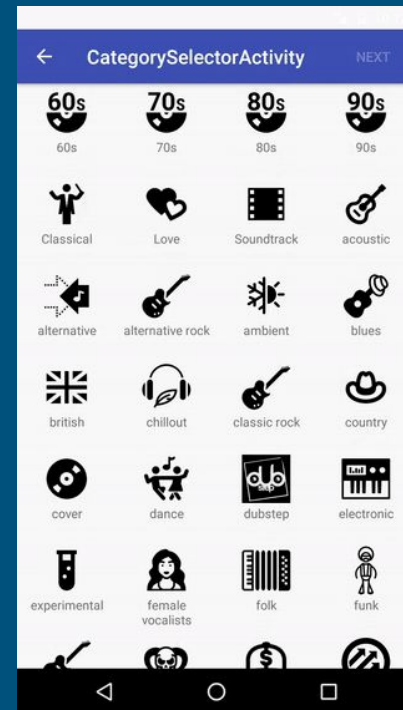 CategorySelectorActivity NEXT
60s 70s 80s 90s
60s 70s 80s 90s
Classical Love Soundtrack acoustic
alternative alternative rock ambient blues
british chillout classic rock country
dub
cover dance dubstep electronic
experimental female vocalists folk funk
$